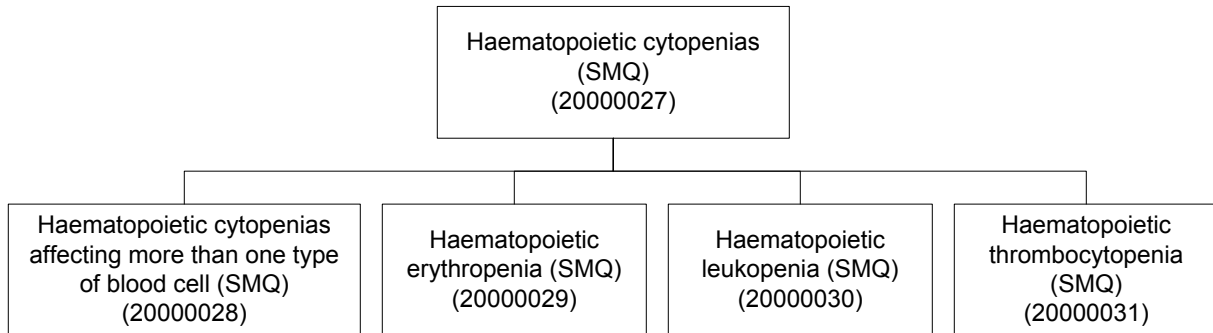 Haematopoietic cytopenias
(SMQ)
(20000027)
Haematopoietic cytopenias
affecting more than one type
of blood cell (SMQ)
(20000028)
Haematopoietic
erythropenia (SMQ)
(20000029)
Haematopoietic
leukopenia (SMQ)
(20000030)
Haematopoietic
thrombocytopenia
(SMQ)
(20000031)